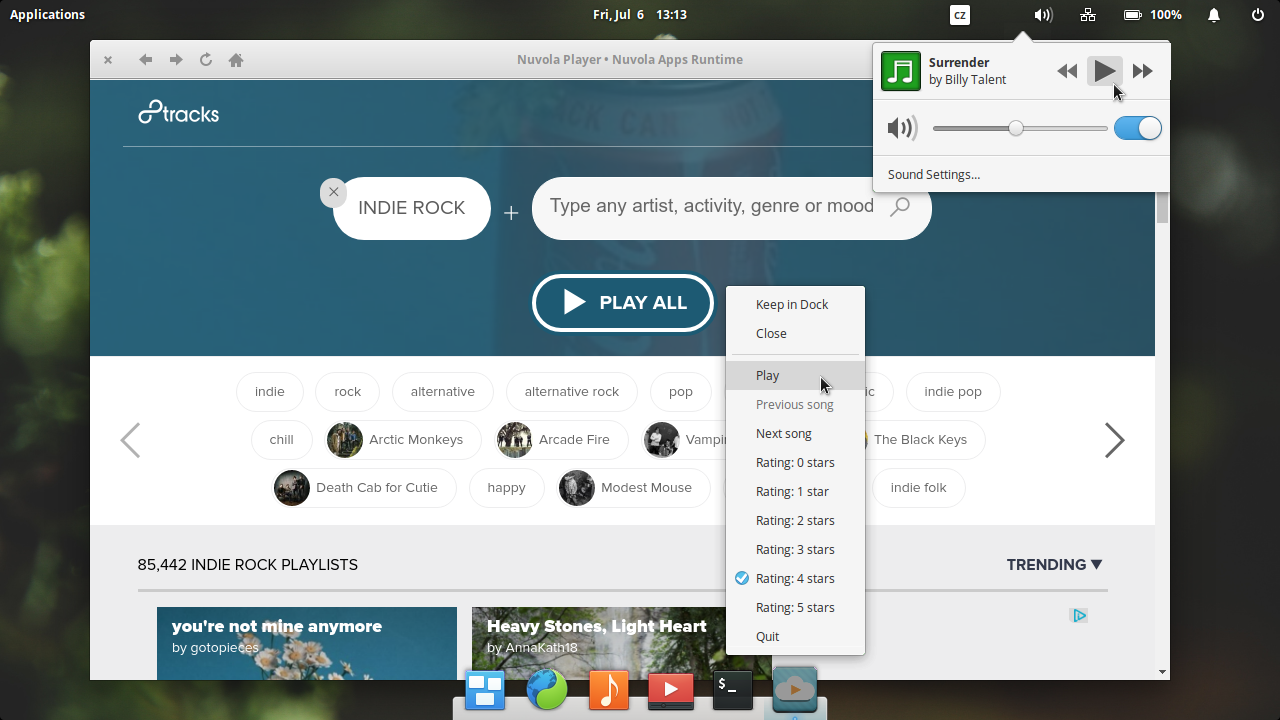 Applications
Fri, Jul 6 13:13
cz
100%
Nuvola Player • Nuvola Apps Runtime
Surrender
by Billy Talent
Sound Settings...
8tracks
INDIE ROCK
+
Type any artist, activity, genre or mood
PLAY ALL
Keep in Dock
Close
Play
Previous song
Next song
Rating: 0 stars
Rating: 1 star
Rating: 2 stars
Rating: 3 stars
Rating: 4 stars
Rating: 5 stars
Quit
indie rock alternative alternative rock pop ic indie pop
chill Arctic Monkeys Arcade Fire Vampi The Black Keys
Death Cab for Cutie happy Modest Mouse indie folk
85,442 INDIE ROCK PLAYLISTS
TRENDING ▼
you're not mine anymore
by gotopieces
Heavy Stones, Light Heart
by AnnaKath18
$_